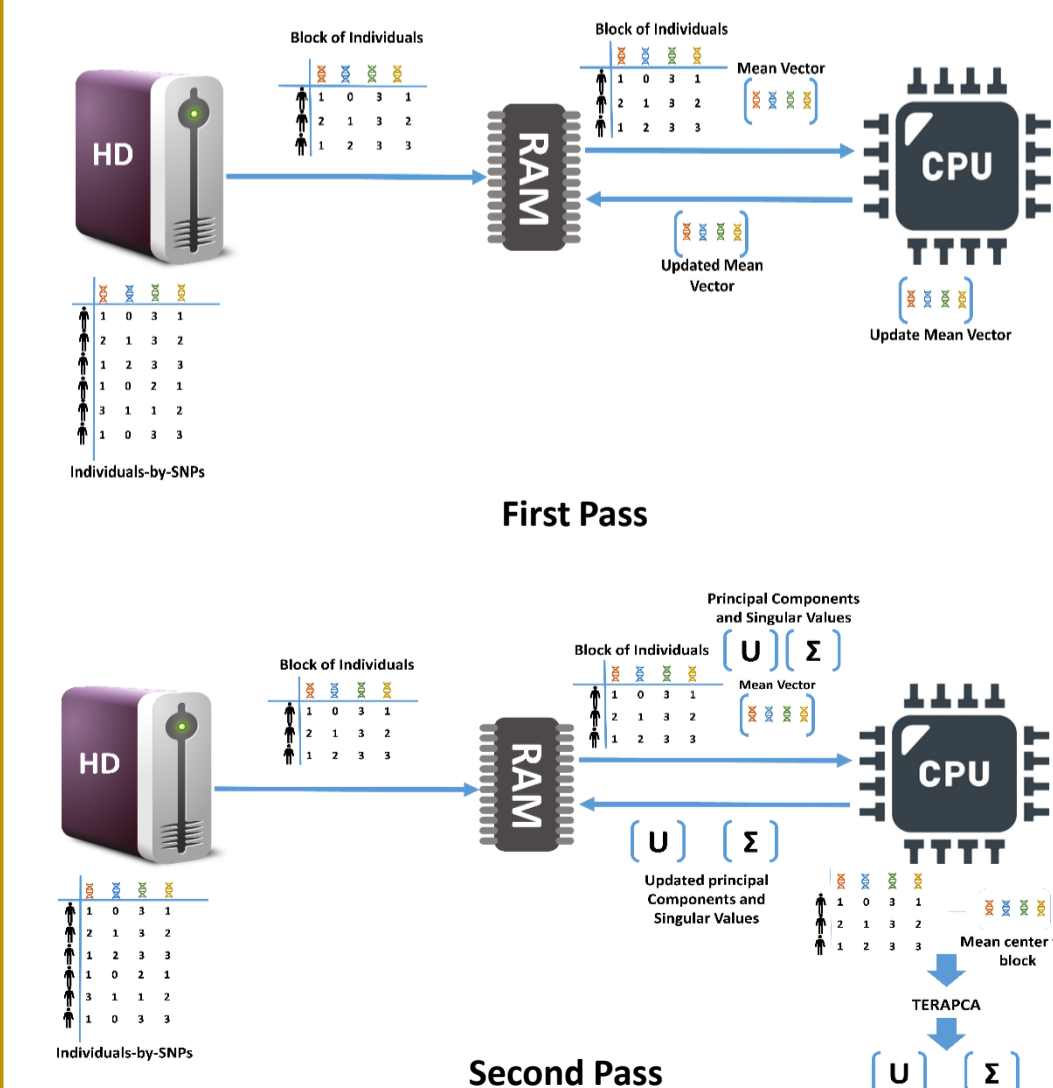 Block of Individuals
1 0 3 1
2 1 3 2
1 2 3 3
Block of Individuals
1 0 3 1
2 1 3 2
1 2 3 3
Mean Vector
HD
RAM
CPU
Updated Mean
Vector
Update Mean Vector
1 0 3 1
2 1 3 2
1 2 3 3
1 0 2 1
3 1 1 2
1 0 3 3
Individuals-by-SNPs
First Pass
Principal Components
and Singular Values
U Σ
Block of Individuals
1 0 3 1
2 1 3 2
1 2 3 3
Block of Individuals
1 0 3 1
2 1 3 2
1 2 3 3
Mean Vector
HD
RAM
CPU
U Σ
Updated principal
Components and
Singular Values
1 0 3 1
2 1 3 2
1 2 3 3
Mean center
block
TERAPCA
U Σ
1 0 3 1
2 1 3 2
1 2 3 3
1 0 2 1
3 1 1 2
1 0 3 3
Individuals-by-SNPs
Second Pass